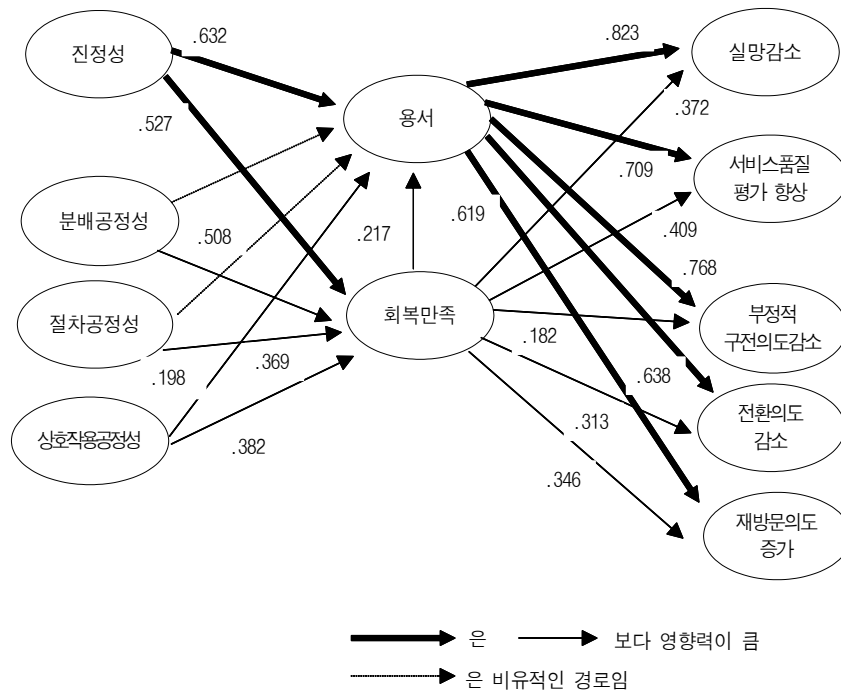 진정성
.632
.823
실망감소
.527
용서
.372
.709
서비스품질
평가 향상
분배공정성
.508
.217
.619
.409
.768
절차공정성
회복만족
부정적
구전의도감소
.198
.369
.182
.638
상호작용공정성
.382
.313
전환의도
감소
.346
재방문의도
증가
은
보다 영향력이 큼
은 비유적인 경로임